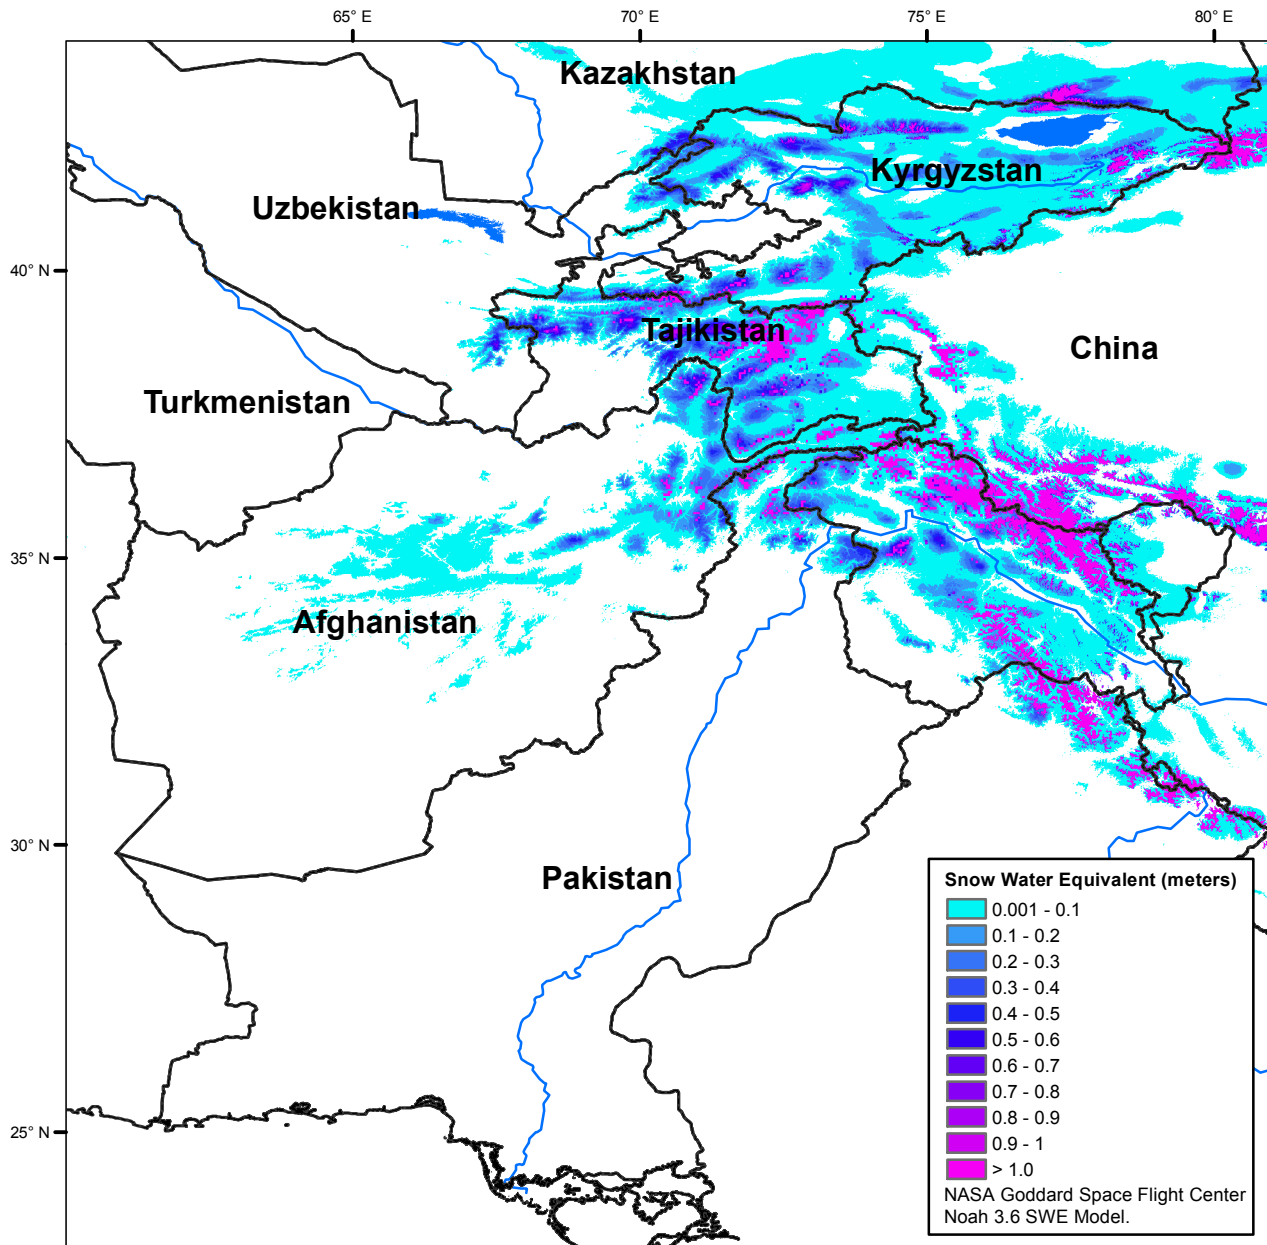 65° E
70° E
75° E
80° E
Kazakhstan
Kyrgyzstan
Uzbekistan
40° N
Tajikistan
China
Turkmenistan
35° N
Afghanistan
30° N
Pakistan
25° N
Snow Water Equivalent (meters)
0.001 - 0.1
0.1 - 0.2
0.2 - 0.3
0.3 - 0.4
0.4 - 0.5
0.5 - 0.6
0.6 - 0.7
0.7 - 0.8
0.8 - 0.9
0.9 - 1
> 1.0
NASA Goddard Space Flight Center
Noah 3.6 SWE Model.